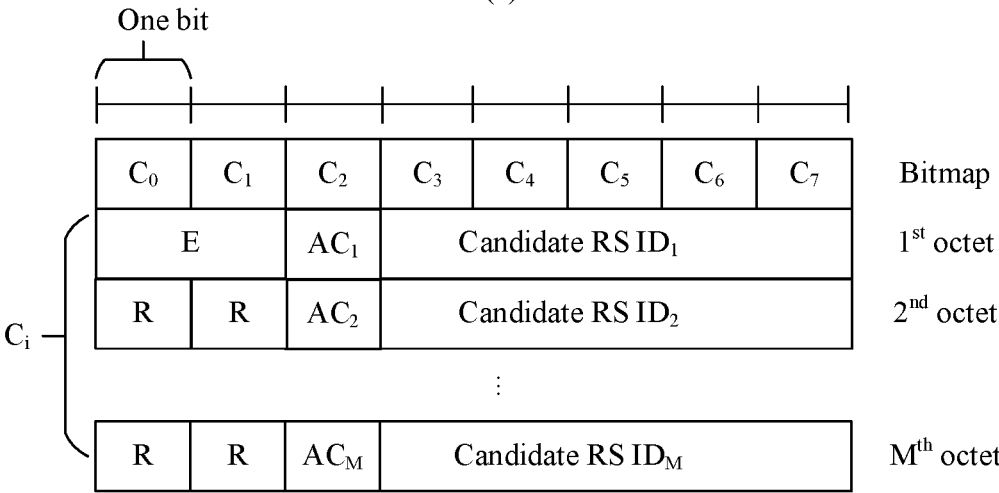 One bit
C0 C1 C2 C3 C4 C5 C6 C7 Bitmap
E AC1 Candidate RS ID1 1st octet
R R AC2 Candidate RS ID2 2nd octet
Ci
⋮
R R ACM Candidate RS IDM Mth octet